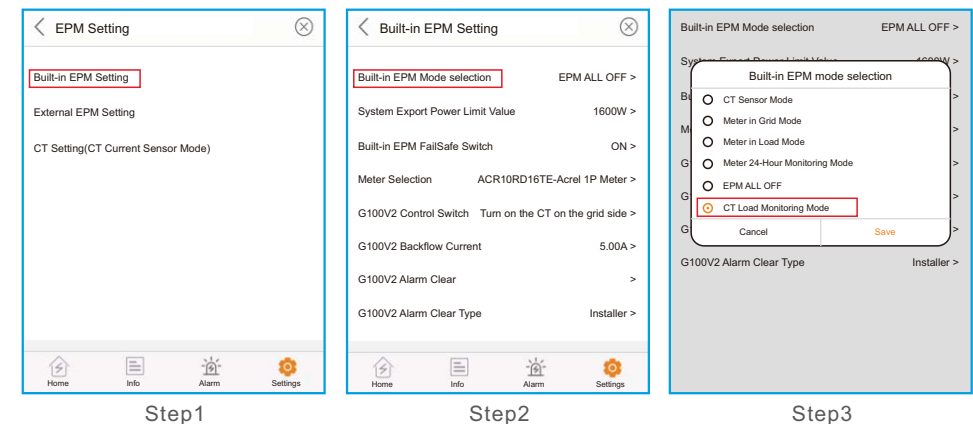 EPM Setting
Built-in EPM Setting
External EPM Setting
CT Setting(CT Current Sensor Mode)
Home Info Alarm Settings
Step1
Built-in EPM Setting
Built-in EPM Mode selection EPM ALL OFF >
System Export Power Limit Value 1600W >
Built-in EPM FailSafe Switch ON >
Meter Selection ACR10RD16TE-Acrel 1P Meter >
G100V2 Control Switch Turn on the CT on the grid side >
G100V2 Backflow Current 5.00A >
G100V2 Alarm Clear >
G100V2 Alarm Clear Type Installer >
Home Info Alarm Settings
Step2
Built-in EPM Mode selection EPM ALL OFF >
System Export Power Limit Value 1600W >
Built-in EPM mode selection
CT Sensor Mode
Meter in Grid Mode
Meter in Load Mode
Meter 24-Hour Monitoring Mode
EPM ALL OFF
CT Load Monitoring Mode
Cancel Save
G100V2 Alarm Clear Type Installer >
Step3